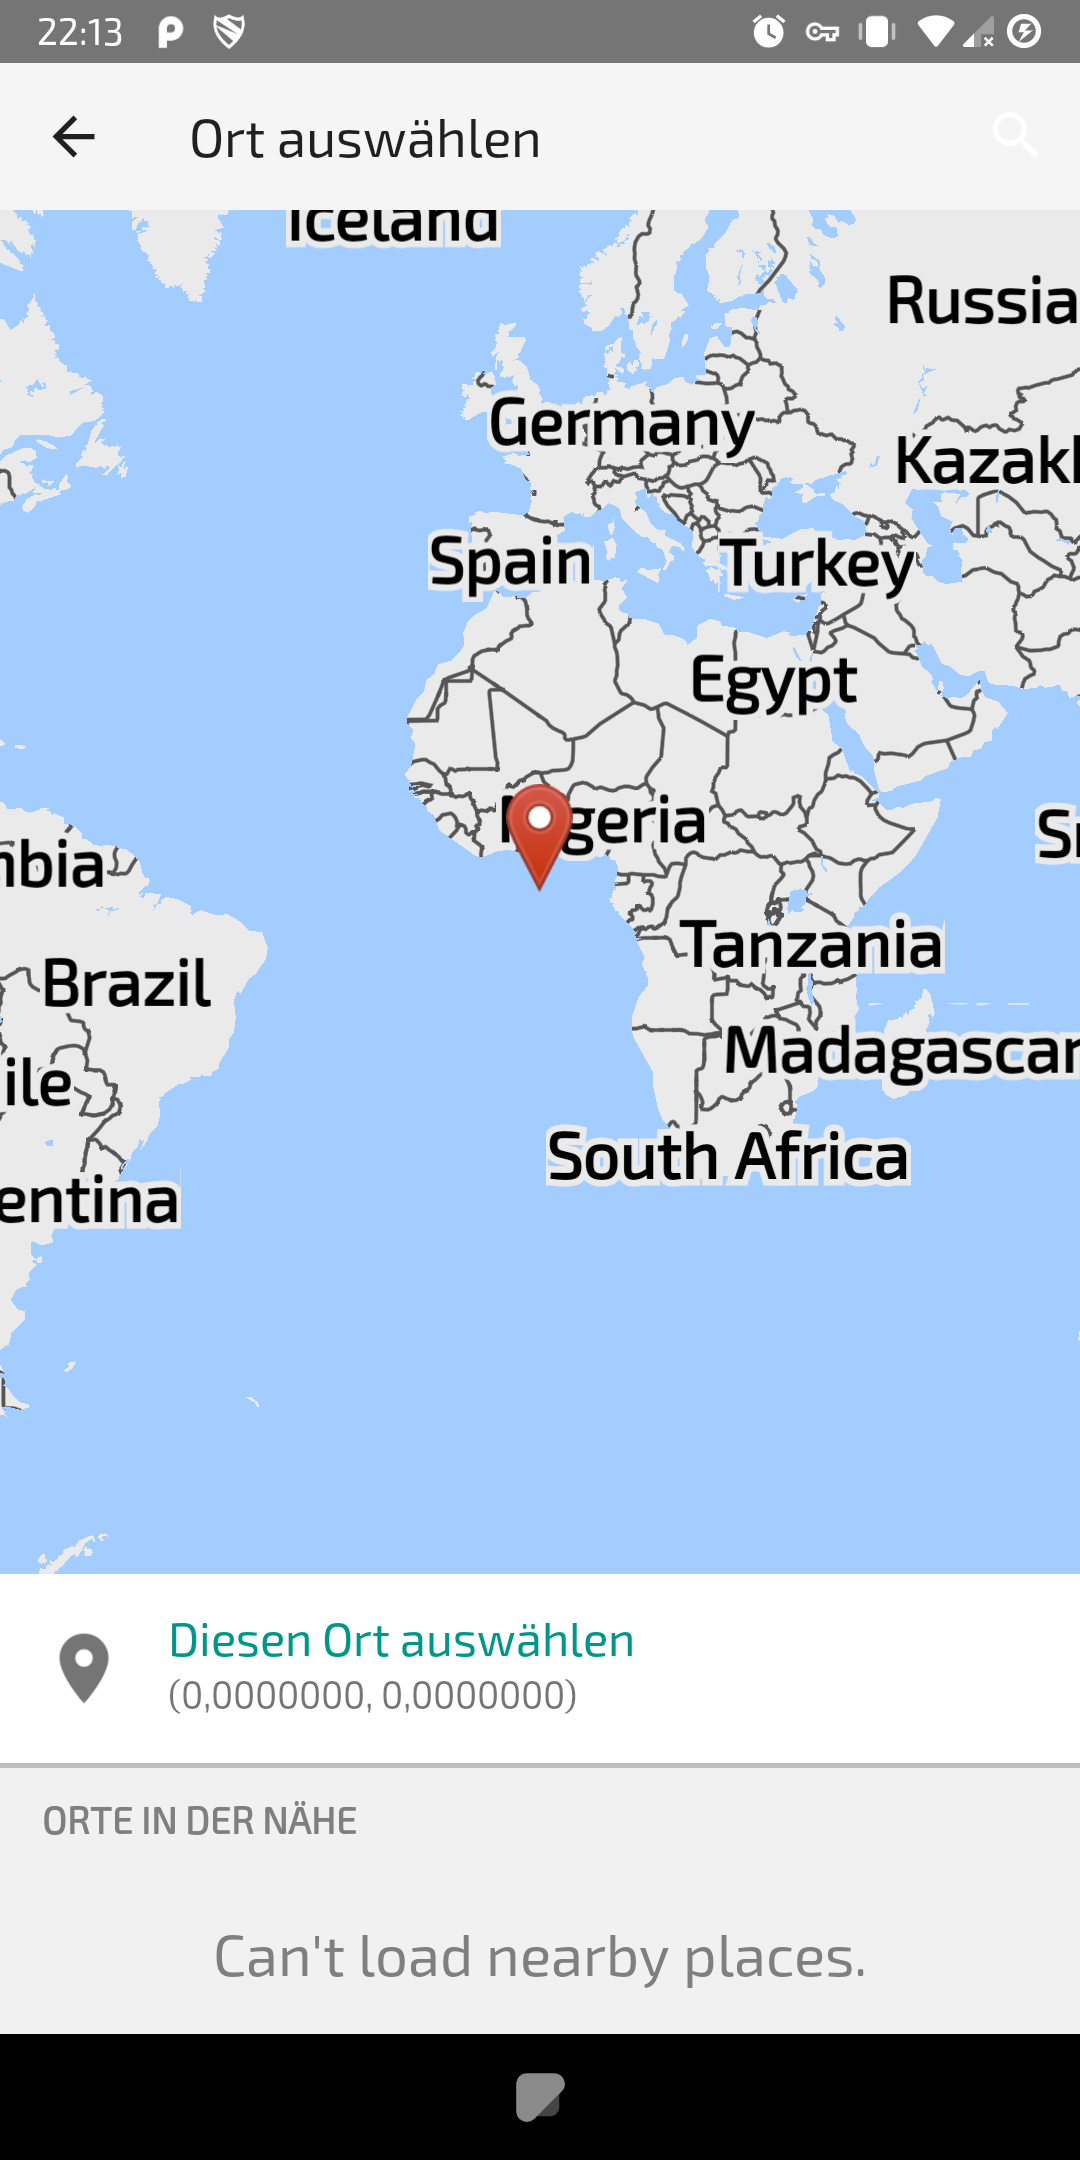 22:13
Ort auswählen
Iceland
Russia
Germany
Kazakh
Spain
Turkey
Egypt
Nigeria
mbia
Tanzania
Brazil
Madagascar
ile
South Africa
entina
Diesen Ort auswählen
(0,0000000, 0,0000000)
ORTE IN DER NÄHE
Can't load nearby places.